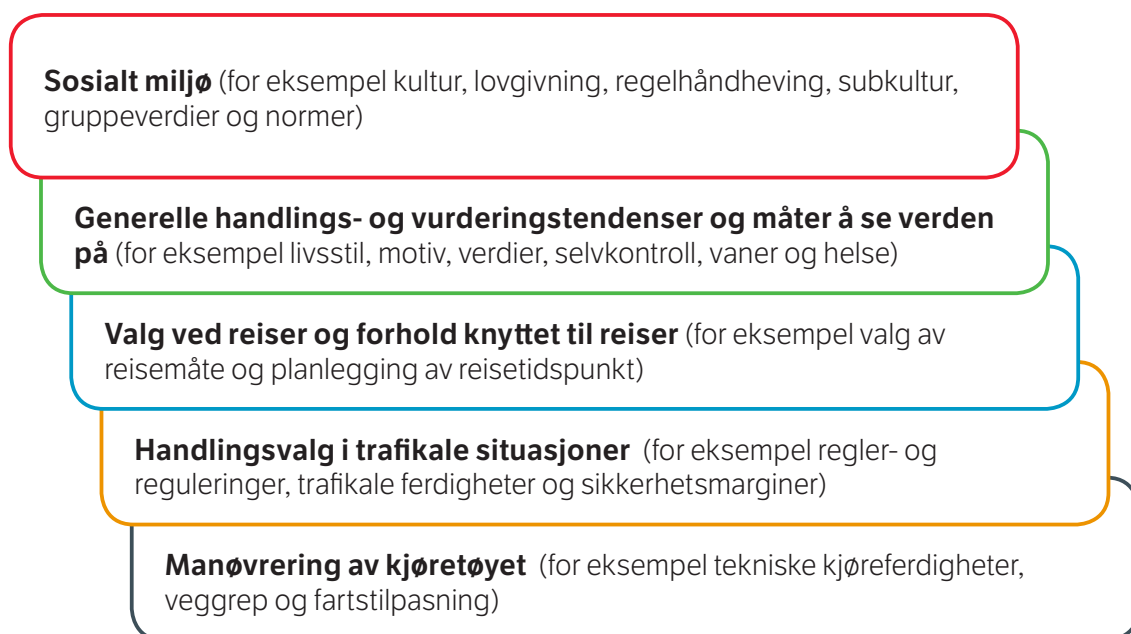 Sosialt miljø (for eksempel kultur, lovgivning, regelhåndheving, subkultur,
gruppeverdier og normer)
Generelle handlings- og vurderingstendenser og måter å se verden
på (for eksempel livsstil, motiv, verdier, selvkontroll, vaner og helse)
Valg ved reiser og forhold knyttet til reiser (for eksempel valg av
reisemåte og planlegging av reisetidspunkt)
Handlingsvalg i trafikale situasjoner (for eksempel regler- og
reguleringer, trafikale ferdigheter og sikkerhetsmarginer)
Manøvrering av kjøretøyet (for eksempel tekniske kjøreferdigheter,
veggrep og fartstilpasning)